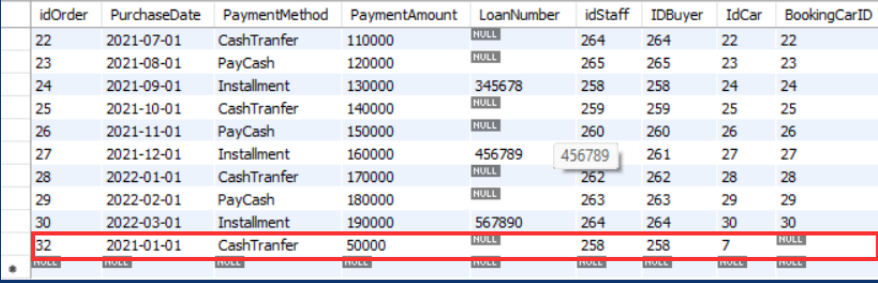 idOrder PurchaseDate PaymentMethod PaymentAmount LoanNumber idStaff IDBuyer IdCar BookingCarID
22 2021-07-01 CashTranfer 110000 NULL 264 264 22 22
23 2021-08-01 PayCash 120000 NULL 265 265 23 23
24 2021-09-01 Installment 130000 345678 258 258 24 24
25 2021-10-01 CashTranfer 140000 NULL 259 259 25 25
26 2021-11-01 PayCash 150000 NULL 260 260 26 26
27 2021-12-01 Installment 160000 456789 456789 261 27 27
28 2022-01-01 CashTranfer 170000 NULL 262 262 28 28
29 2022-02-01 PayCash 180000 NULL 263 263 29 29
30 2022-03-01 Installment 190000 567890 264 264 30 30
32 2021-01-01 CashTranfer 50000 NULL 258 258 7 NULL
NULL NULL NULL NULL NULL NULL NULL NULL NULL